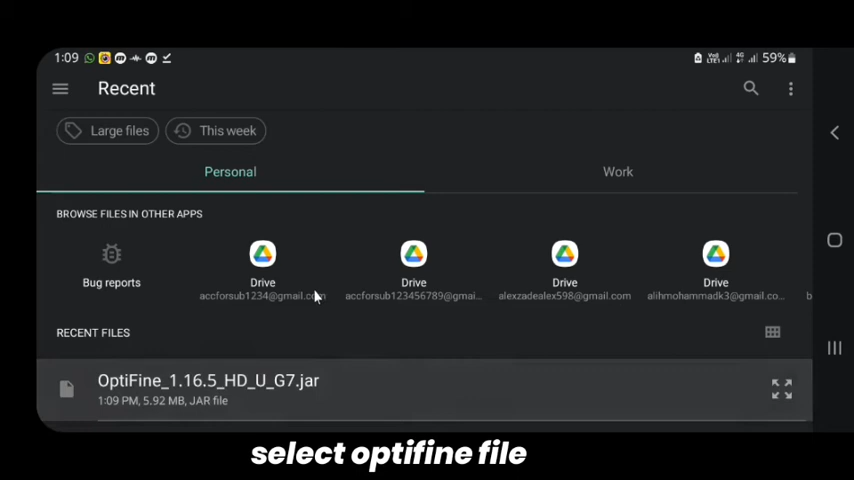 1:09
59%
Recent
Large files
This week
Personal
Work
BROWSE FILES IN OTHER APPS
Bug reports
Drive
accforsub1234@gmail.com
Drive
accforsub123456789@gmai...
Drive
alexzadealex598@gmail.com
Drive
alihmohammadk3@gmail.co...
RECENT FILES
OptiFine_1.16.5_HD_U_G7.jar
1:09 PM, 5.92 MB, JAR file
select optifine file